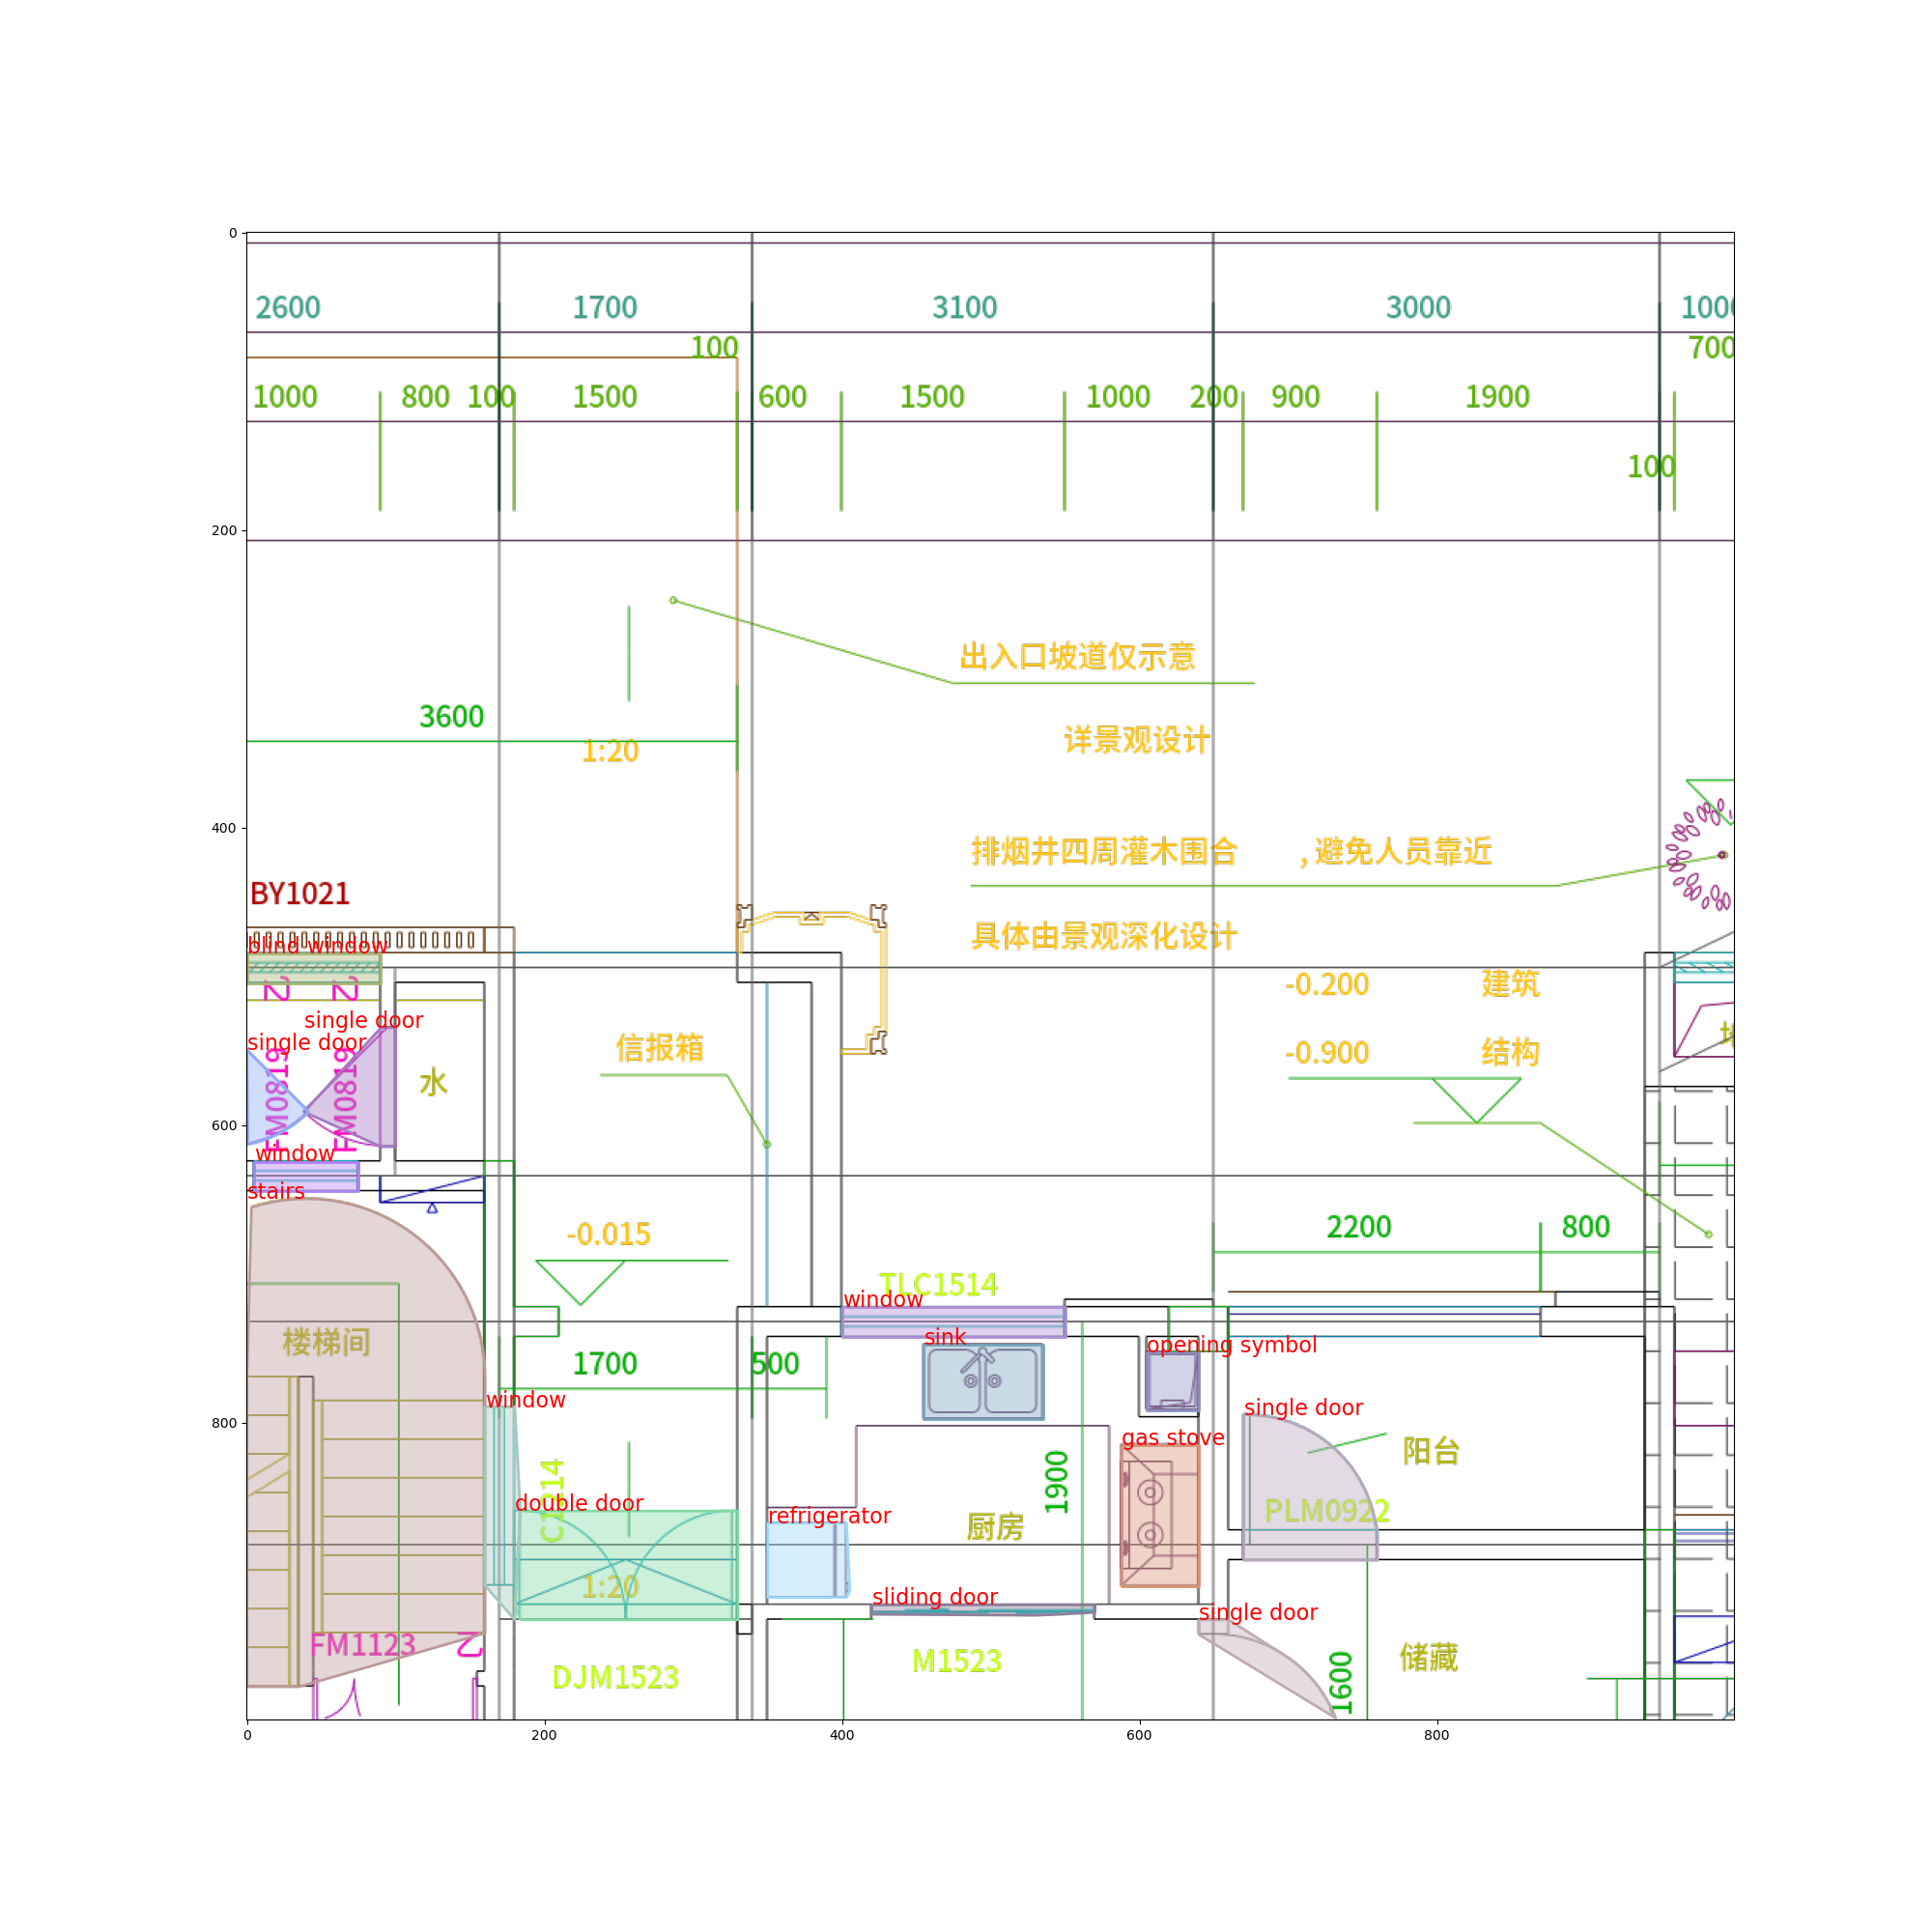 0
2600 1700 3100 3000 1000
100 700
1000 800 100 1500 600 1500 1000 200 900 1900
100
200
出入口坡道仅示意
3600
1:20
详景观设计
400
排烟井四周灌木围合 ,避免人员靠近
BY1021
具体由景观深化设计
blind window
-0.200 建筑
乙 乙
single door
single door
信报箱
-0.900 结构
FM0819 FM0819
水
600
window
stairs
-0.015
2200 800
TLC1514
window
楼梯间
sink
opening symbol
1700 500
window
single door
800
gas stove
阳台
1900
C1214
double door
refrigerator
PLM0922
厨房
1:20
sliding door
single door
FM1123 乙
DJM1523
M1523
储藏
1600
0 200 400 600 800